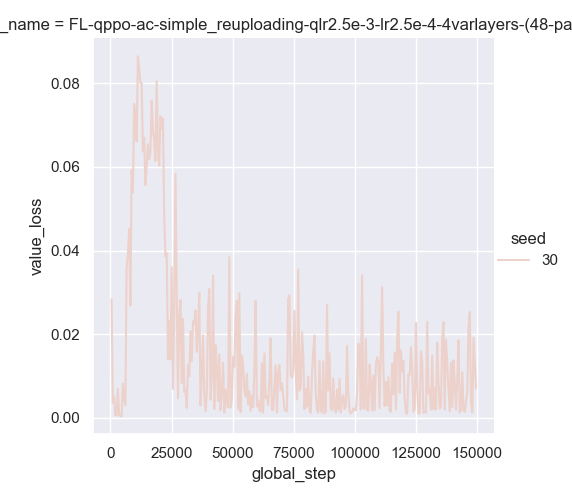 _name = FL-qppo-ac-simple_reuploading-qlr2.5e-3-lr2.5e-4-4varlayers-(48-pa
0.08
0.06
0.04
0.02
0.00
value_loss
0 25000 50000 75000 100000 125000 150000
global_step
seed
30